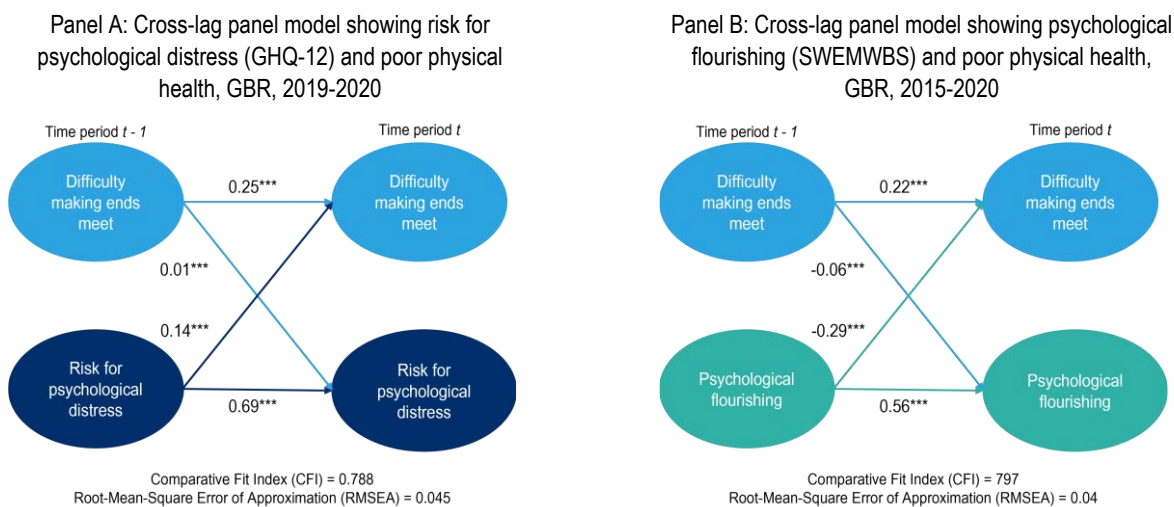 Panel A: Cross-lag panel model showing risk for
psychological distress (GHQ-12) and poor physical
health, GBR, 2019-2020
Time period t - 1
Time period t
Difficulty
making ends
meet
0.25***
Difficulty
making ends
meet
0.01***
0.14***
Risk for
psychological
distress
0.69***
Risk for
psychological
distress
Comparative Fit Index (CFI) = 0.788
Root-Mean-Square Error of Approximation (RMSEA) = 0.045
Panel B: Cross-lag panel model showing psychological
flourishing (SWEMWBS) and poor physical health,
GBR, 2015-2020
Time period t - 1
Time period t
Difficulty
making ends
meet
0.22***
Difficulty
making ends
meet
-0.06***
-0.29***
Psychological
flourishing
0.56***
Psychological
flourishing
Comparative Fit Index (CFI) = 797
Root-Mean-Square Error of Approximation (RMSEA) = 0.04